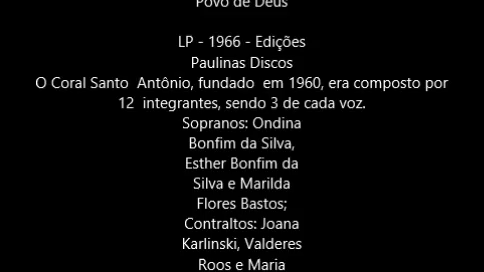 Povo de Deus
LP - 1966 - Edições
Paulinas Discos
O Coral Santo Antônio, fundado em 1960, era composto por
12 integrantes, sendo 3 de cada voz.
Sopranos: Ondina
Bonfim da Silva,
Esther Bonfim da
Silva e Marilda
Flores Bastos;
Contraltos: Joana
Karlinski, Valderes
Roos e Maria